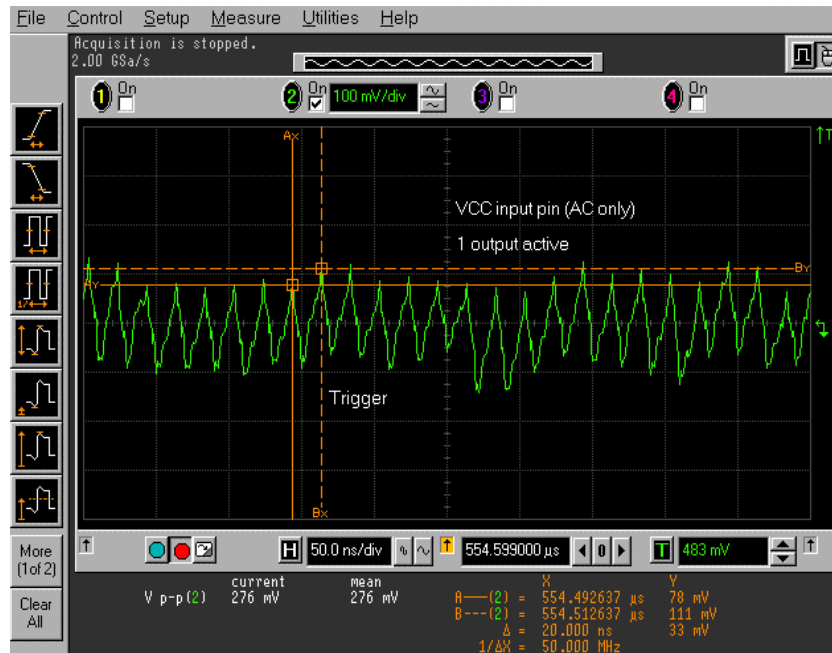 File Control Setup Measure Utilities Help
Acquisition is stopped.
2.00 GSa/s
1 On 2 On 100 mV/div 3 On 4 On
Ax
T
VCC input pin (AC only)
1 output active
By
Ay
1/
Trigger
Bx
More
(1 of 2)
Clear
All
H 50.0 ns/div 554.599000 µs 0 T 483 mV
current mean
V p-p(2) 276 mV 276 mV
X Y
A——(2) = 554.492637 µs 78 mV
B---(2) = 554.512637 µs 111 mV
Δ = 20.000 ns 33 mV
1/ΔX = 50.000 MHz